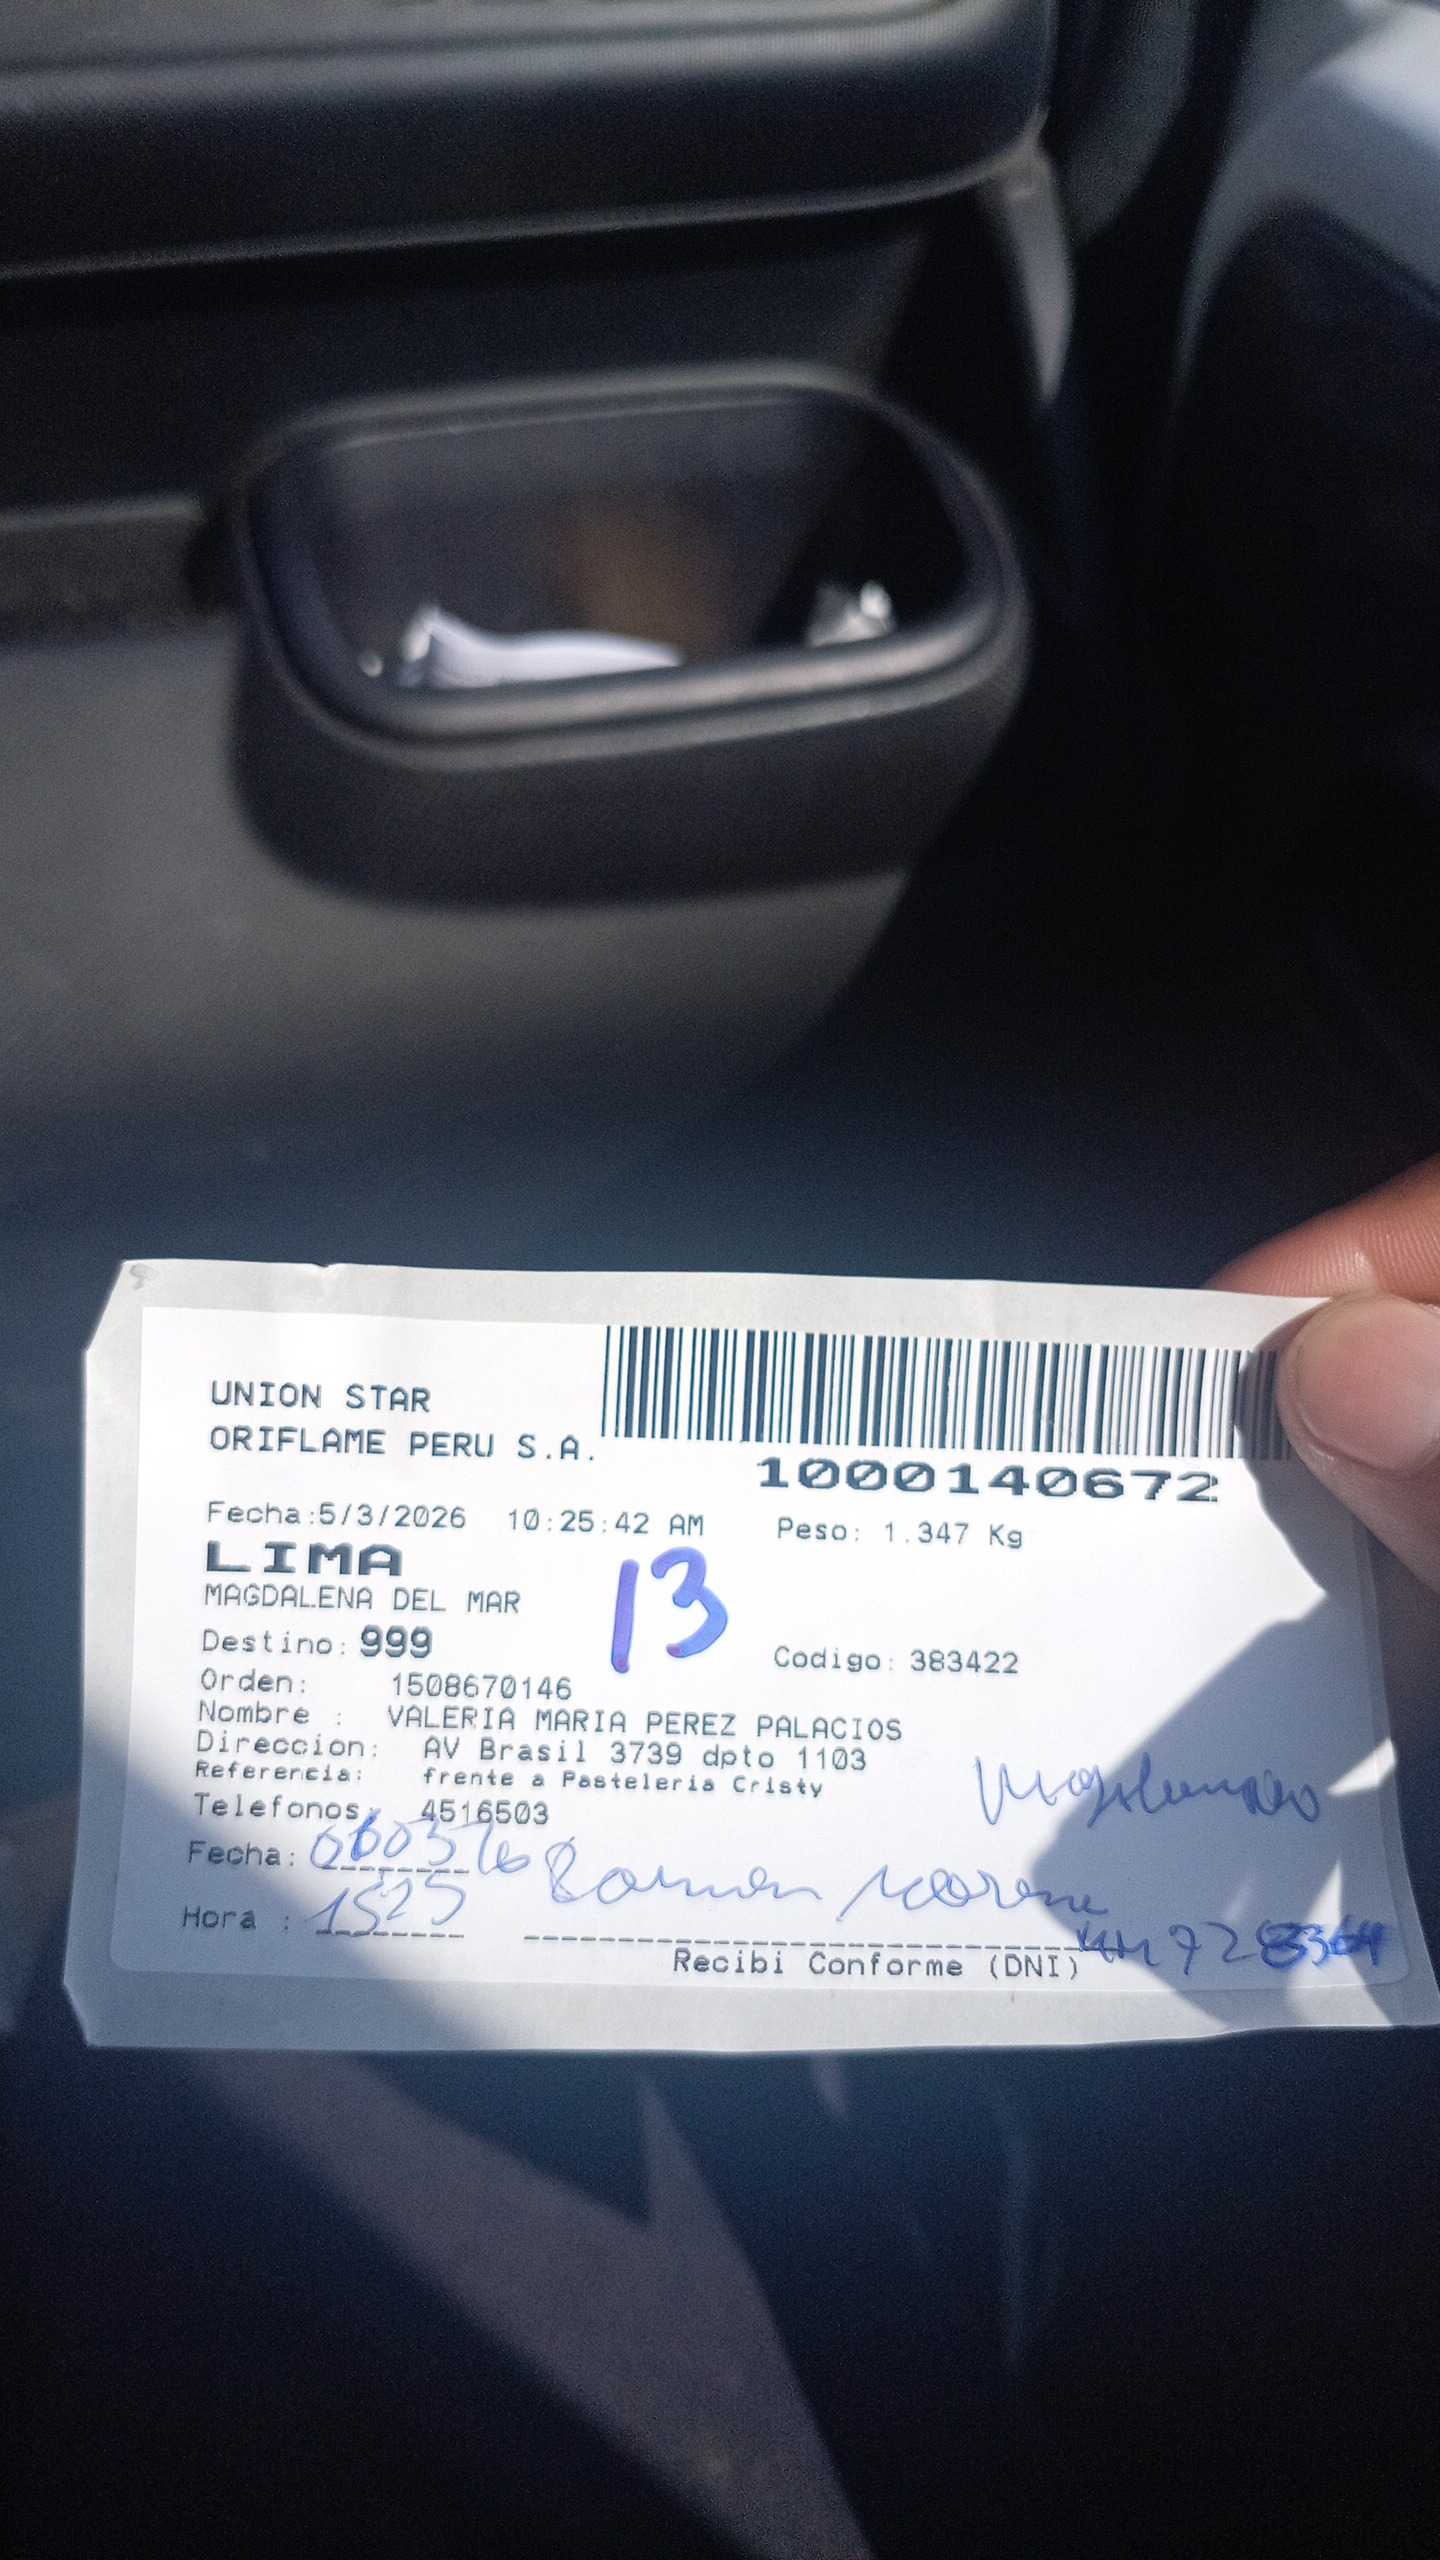 UNION STAR
ORIFLAME PERU S.A.
1000140672
Fecha:5/3/2026 10:25:42 AM Peso: 1.347 Kg
LIMA
MAGDALENA DEL MAR
13
Destino: 999 Codigo: 383422
Orden: 1508670146
Nombre : VALERIA MARIA PEREZ PALACIOS
Direccion: AV Brasil 3739 dpto 1103
Referencia: frente a Pasteleria Cristy
Telefonos: 4516503
Fecha:
Hora : 1525
Recibi Conforme (DNI)